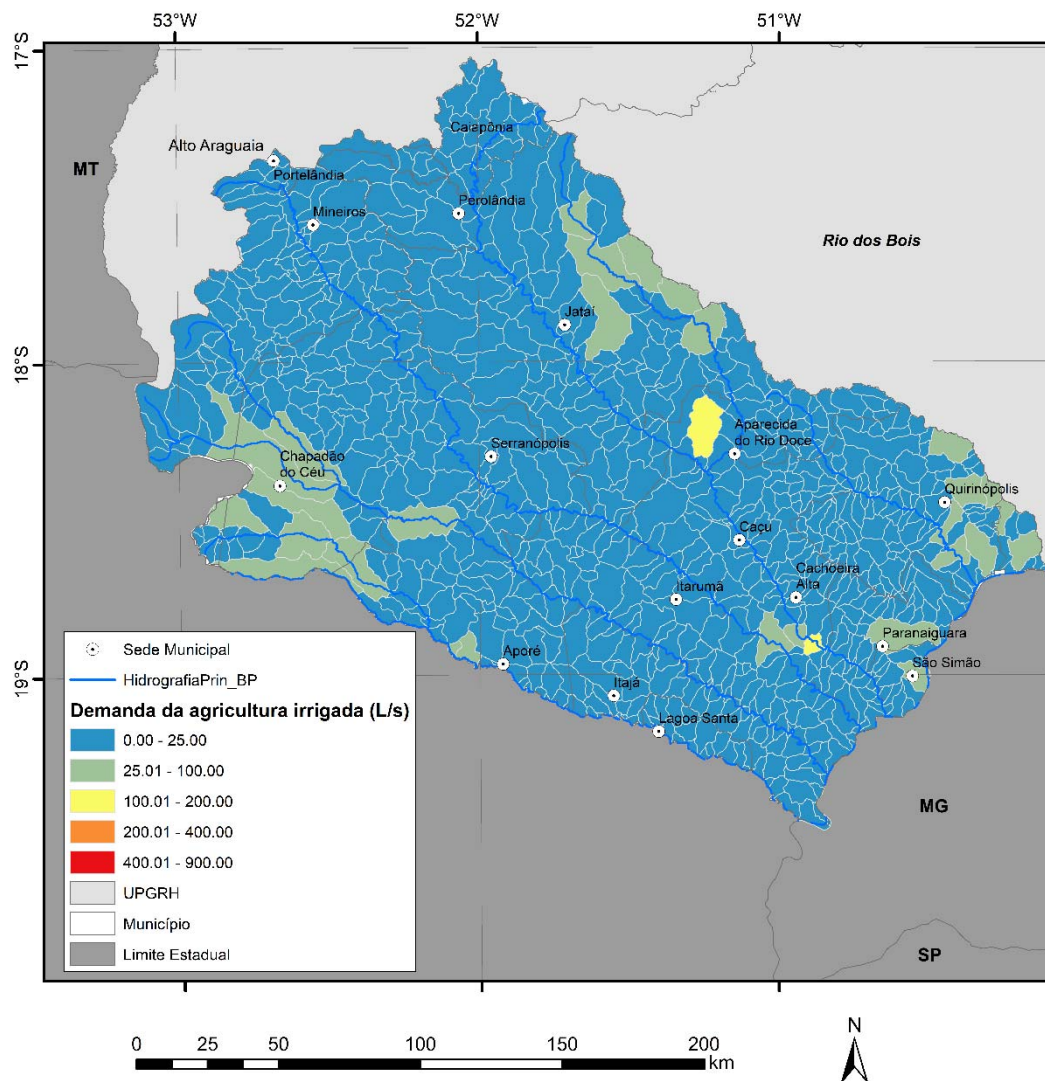 53°W
52°W
51°W
17°S
18°S
19°S
MT
Caiapônia
Alto Araguaia
Portelândia
Mineiros
Perolândia
Rio dos Bois
Jataí
Aparecida
do Rio Doce
Serranópolis
Chapadão
do Céu
Quirinópolis
Caçu
Cachoeira
Alta
Itarumã
Paranaiguara
São Simão
Aporé
Itajá
Lagoa Santa
MG
SP
Sede Municipal
HidrografiaPrin_BP
Demanda da agricultura irrigada (L/s)
0.00 - 25.00
25.01 - 100.00
100.01 - 200.00
200.01 - 400.00
400.01 - 900.00
UPGRH
Município
Limite Estadual
53°W
52°W
51°W
0 25 50 100 150 200
km
N